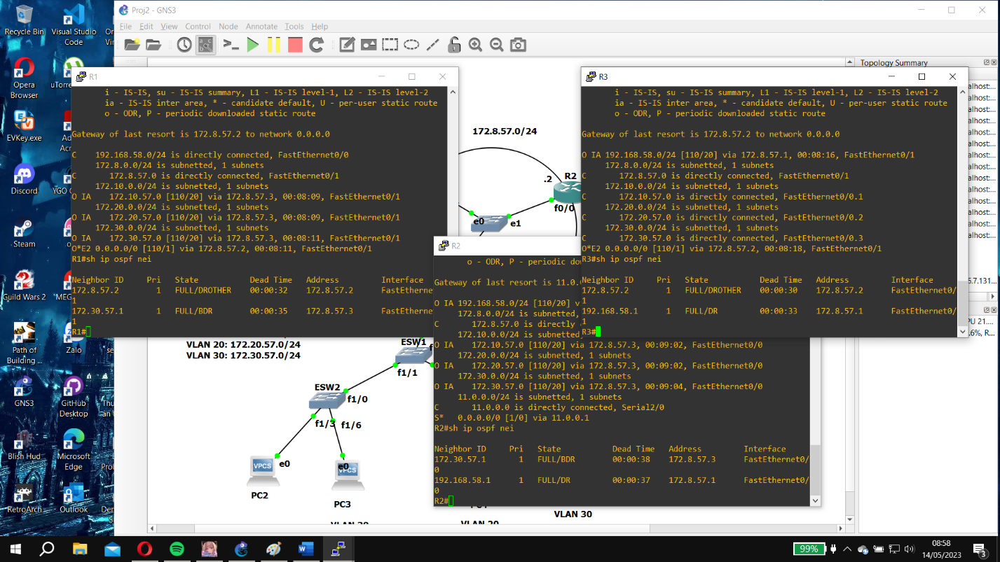 Recycle Bin
Visual Studio
Code
Opera
Browser
EVKey.exe
Discord
Steam
Guild Wars 2
Path of
Building ...
Zalo
GNS3
GitHub
Desktop
Blish Hud
Microsoft
Edge
RetroArch
Outlook
Proj2 - GNS3
File Edit View Control Node Annotate Tools Help
Topology Summary
R1
i - IS-IS, su - IS-IS summary, L1 - IS-IS level-1, L2 - IS-IS level-2
ia - IS-IS inter area, * - candidate default, U - per-user static route
o - ODR, P - periodic downloaded static route
Gateway of last resort is 172.8.57.2 to network 0.0.0.0
C 192.168.58.0/24 is directly connected, FastEthernet0/0
172.8.0.0/24 is subnetted, 1 subnets
C 172.8.57.0 is directly connected, FastEthernet0/1
172.10.0.0/24 is subnetted, 1 subnets
O IA 172.10.57.0 [110/20] via 172.8.57.3, 00:08:09, FastEthernet0/1
172.20.0.0/24 is subnetted, 1 subnets
O IA 172.20.57.0 [110/20] via 172.8.57.3, 00:08:09, FastEthernet0/1
172.30.0.0/24 is subnetted, 1 subnets
O IA 172.30.57.0 [110/20] via 172.8.57.3, 00:08:11, FastEthernet0/1
O*E2 0.0.0.0/0 [110/1] via 172.8.57.2, 00:08:11, FastEthernet0/1
R1#sh ip ospf nei
Neighbor ID Pri State Dead Time Address Interface
172.8.57.2 1 FULL/DROTHER 00:00:32 172.8.57.2 FastEtherne
1
172.30.57.1 1 FULL/BDR 00:00:35 172.8.57.3 FastEtherne
1
R1#
R3
i - IS-IS, su - IS-IS summary, L1 - IS-IS level-1, L2 - IS-IS level-2
ia - IS-IS inter area, * - candidate default, U - per-user static route
o - ODR, P - periodic downloaded static route
Gateway of last resort is 172.8.57.2 to network 0.0.0.0
O IA 192.168.58.0/24 [110/20] via 172.8.57.1, 00:08:16, FastEthernet0/1
172.8.0.0/24 is subnetted, 1 subnets
C 172.8.57.0 is directly connected, FastEthernet0/1
172.10.0.0/24 is subnetted, 1 subnets
C 172.10.57.0 is directly connected, FastEthernet0/0.1
172.20.0.0/24 is subnetted, 1 subnets
C 172.20.57.0 is directly connected, FastEthernet0/0.2
172.30.0.0/24 is subnetted, 1 subnets
C 172.30.57.0 is directly connected, FastEthernet0/0.3
O*E2 0.0.0.0/0 [110/1] via 172.8.57.2, 00:08:18, FastEthernet0/1
R3#sh ip ospf nei
Neighbor ID Pri State Dead Time Address Interface
172.8.57.2 1 FULL/DROTHER 00:00:30 172.8.57.2 FastEthernet0/
1
192.168.58.1 1 FULL/DR 00:00:33 172.8.57.1 FastEthernet0/
1
R3#
172.8.57.0/24
.2
R2
f0/0
e0
e1
R2
o - ODR, P - periodic do
Gateway of last resort is 11.0.
O IA 192.168.58.0/24 [110/20] v
172.8.0.0/24 is subnetted,
C 172.8.57.0 is directly
172.10.0.0/24 is subnetted
O IA 172.10.57.0 [110/20] via 172.8.57.3, 00:09:02, FastEthernet0/0
172.20.0.0/24 is subnetted, 1 subnets
O IA 172.20.57.0 [110/20] via 172.8.57.3, 00:09:02, FastEthernet0/0
172.30.0.0/24 is subnetted, 1 subnets
O IA 172.30.57.0 [110/20] via 172.8.57.3, 00:09:04, FastEthernet0/0
11.0.0.0/24 is subnetted, 1 subnets
C 11.0.0.0 is directly connected, Serial2/0
S* 0.0.0.0/0 [1/0] via 11.0.0.1
R2#sh ip ospf nei
Neighbor ID Pri State Dead Time Address Interface
172.30.57.1 1 FULL/BDR 00:00:38 172.8.57.3 FastEthernet0/
0
192.168.58.1 1 FULL/DR 00:00:37 172.8.57.1 FastEthernet0/
0
R2#
VLAN 20: 172.20.57.0/24
VLAN 30: 172.30.57.0/24
ESW1
f1/1
ESW2
f1/0
f1/3
f1/6
VPCS
e0
PC2
VPCS
e0
PC3
VLAN 20
VLAN 30
99%
08:58
14/05/2023
3